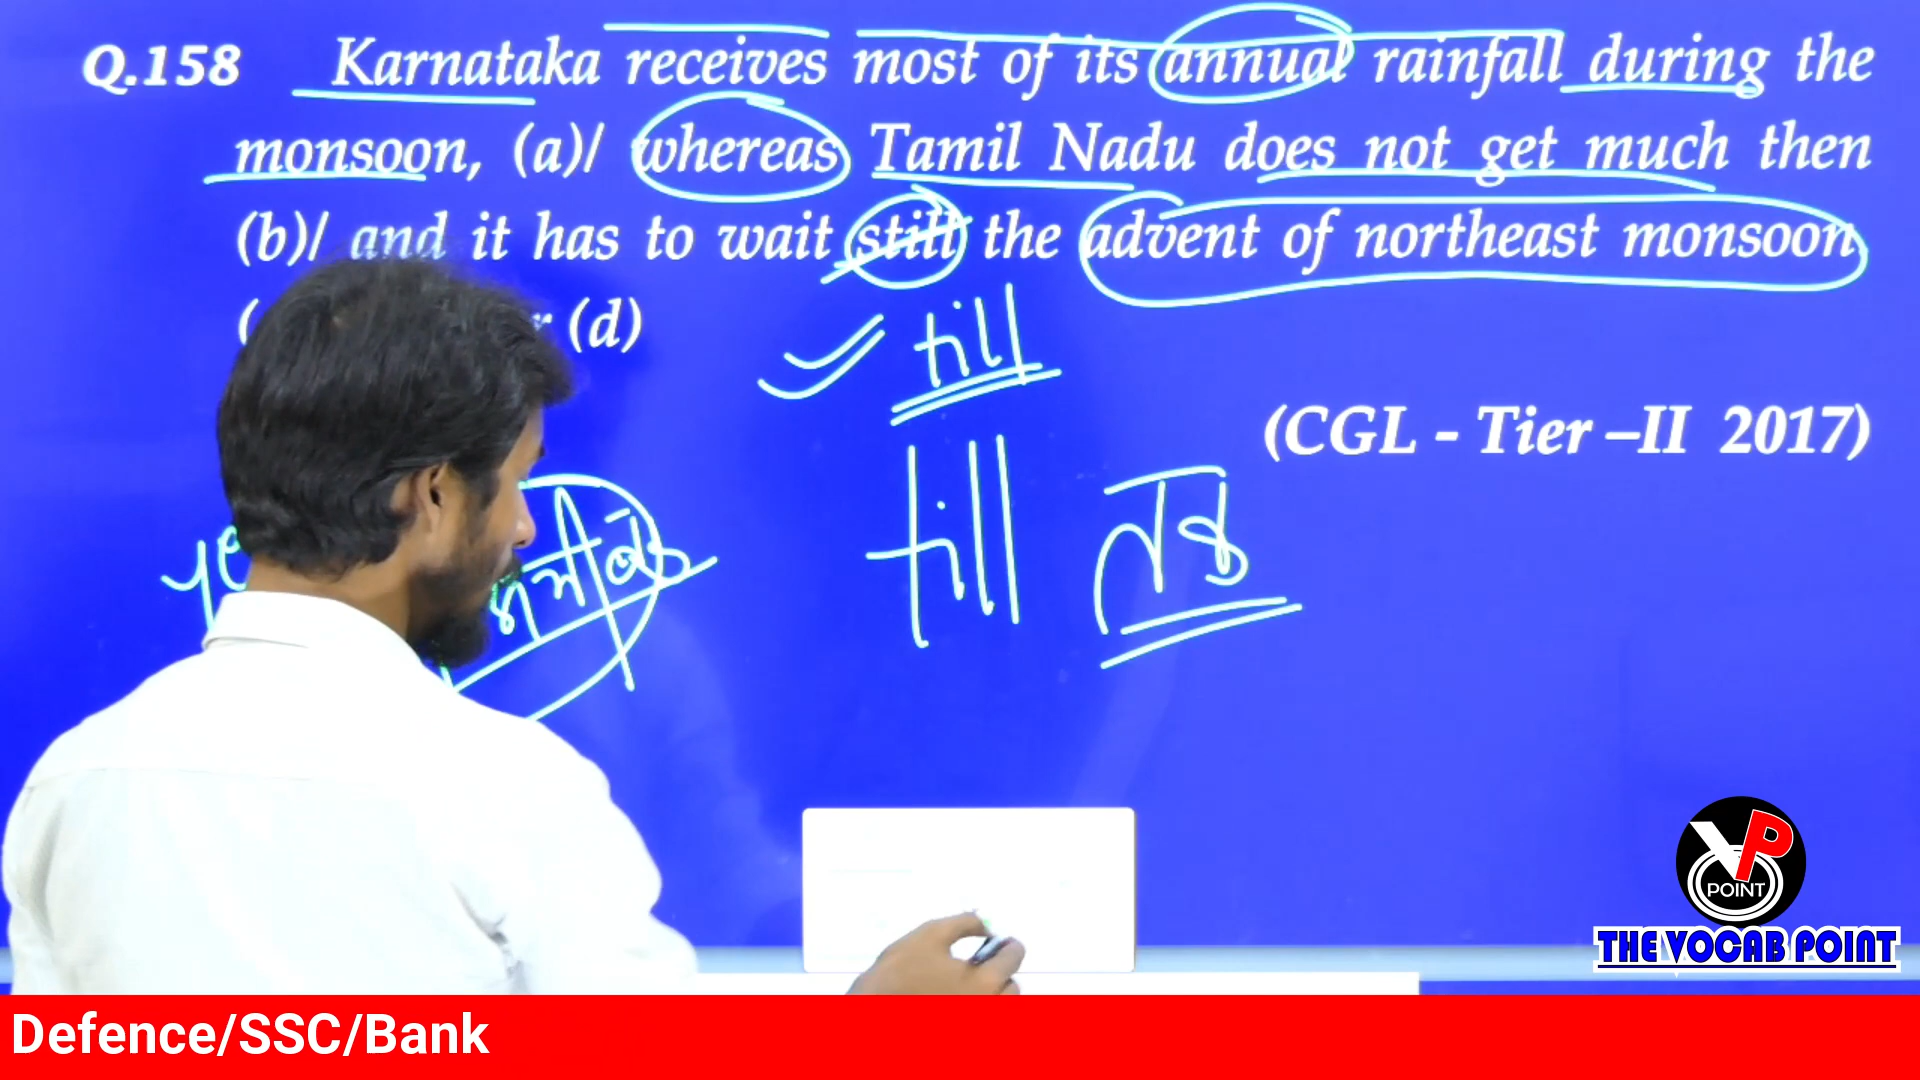 Q.158 Karnataka receives most of its annual rainfall during the
monsoon, (a)/ whereas Tamil Nadu does not get much then
(b)/ and it has to wait still the advent of northeast monsoon
( (d)
till
(CGL - Tier –II 2017)
till तक
VP
POINT
THE VOCAB POINT
Defence/SSC/Bank